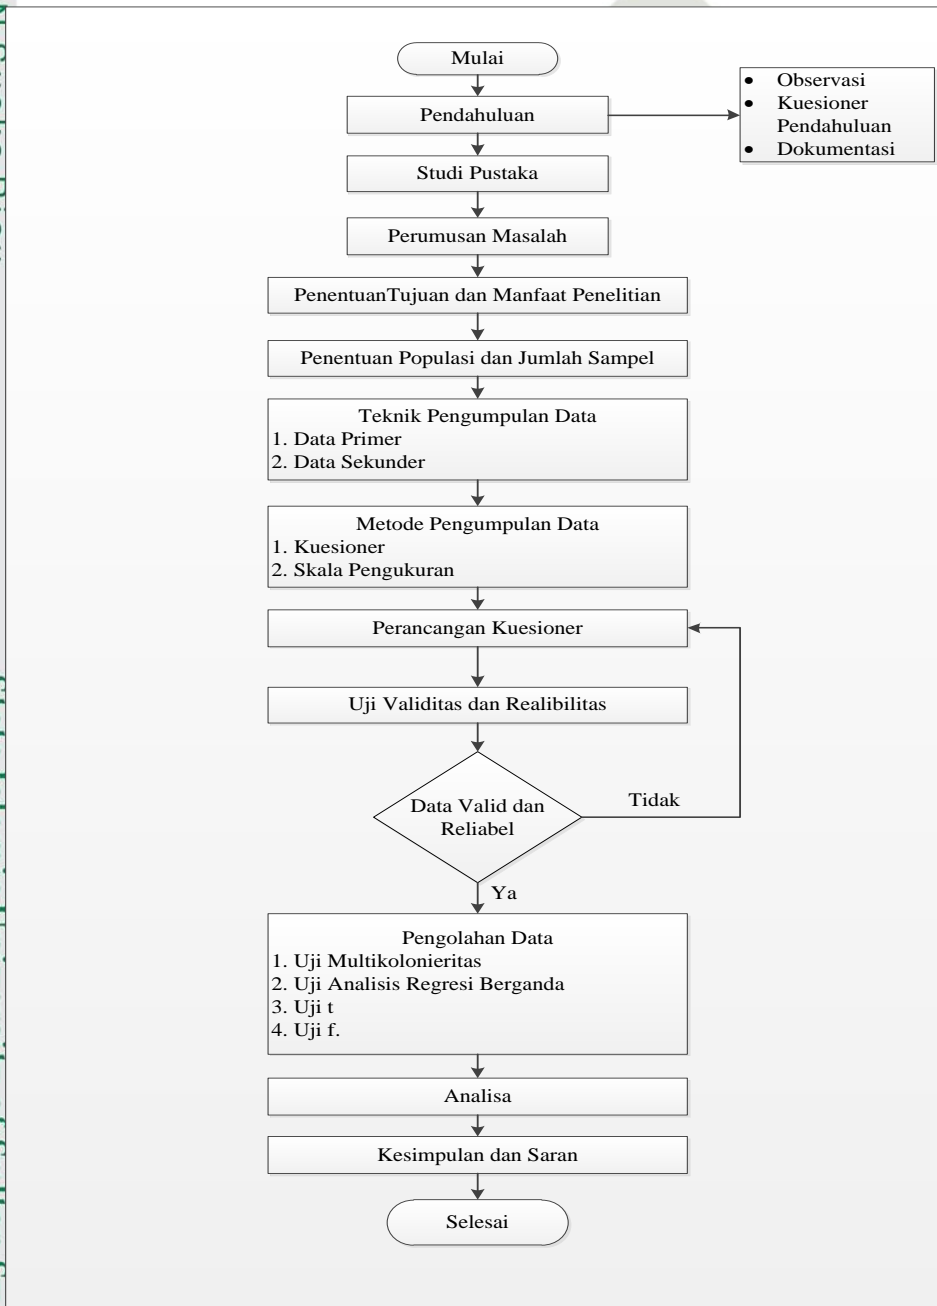 Mulai
Pendahuluan
• Observasi
• Kuesioner
Pendahuluan
• Dokumentasi
Studi Pustaka
Perumusan Masalah
PenentuanTujuan dan Manfaat Penelitian
Penentuan Populasi dan Jumlah Sampel
Teknik Pengumpulan Data
1. Data Primer
2. Data Sekunder
Metode Pengumpulan Data
1. Kuesioner
2. Skala Pengukuran
Perancangan Kuesioner
Uji Validitas dan Realibilitas
Data Valid dan
Reliabel
Tidak
Ya
Pengolahan Data
1. Uji Multikolonieritas
2. Uji Analisis Regresi Berganda
3. Uji t
4. Uji f.
Analisa
Kesimpulan dan Saran
Selesai